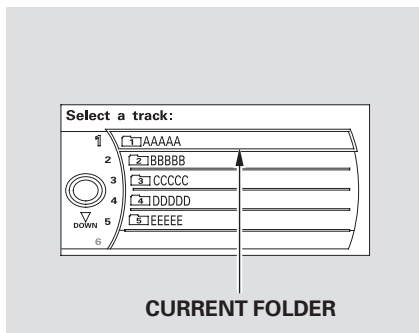 Select a track:
1 1 AAAAA
2 2 BBBBB
3 3 CCCCC
4 4 DDDDD
DOWN 5 5 EEEEE
6
CURRENT FOLDER